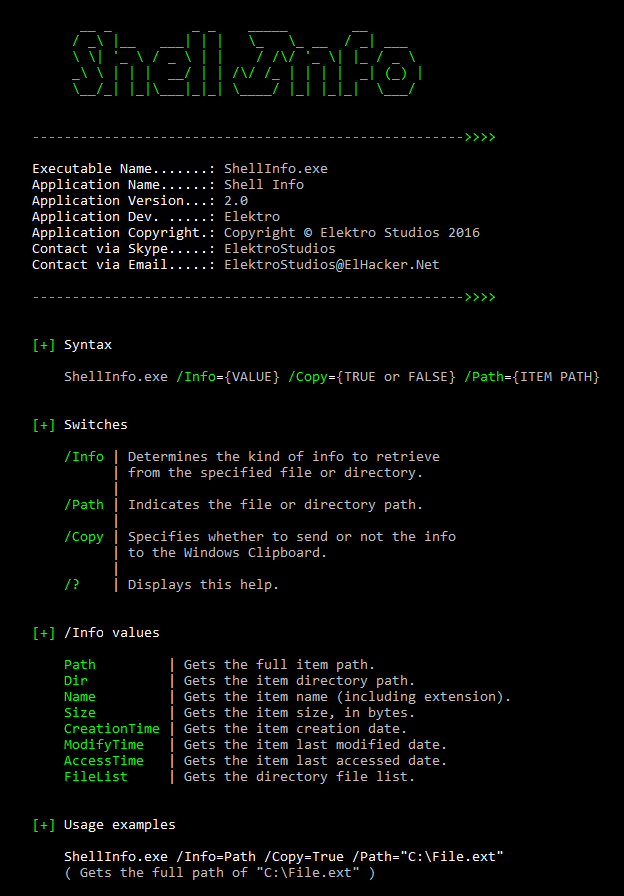 Shell Info
----------------------------------------------------->>>>
Executable Name.......: ShellInfo.exe
Application Name......: Shell Info
Application Version...: 2.0
Application Dev. .....: Elektro
Application Copyright.: Copyright © Elektro Studios 2016
Contact via Skype.....: ElektroStudios
Contact via Email.....: ElektroStudios@ElHacker.Net
----------------------------------------------------->>>>
[+] Syntax
ShellInfo.exe /Info={VALUE} /Copy={TRUE or FALSE} /Path={ITEM PATH}
[+] Switches
/Info | Determines the kind of info to retrieve
| from the specified file or directory.
|
/Path | Indicates the file or directory path.
|
/Copy | Specifies whether to send or not the info
| to the Windows Clipboard.
|
/?    | Displays this help.
[+] /Info values
Path         | Gets the full item path.
Dir          | Gets the item directory path.
Name         | Gets the item name (including extension).
Size         | Gets the item size, in bytes.
CreationTime | Gets the item creation date.
ModifyTime   | Gets the item last modified date.
AccessTime   | Gets the item last accessed date.
FileList     | Gets the directory file list.
[+] Usage examples
ShellInfo.exe /Info=Path /Copy=True /Path="C:\File.ext"
( Gets the full path of "C:\File.ext" )